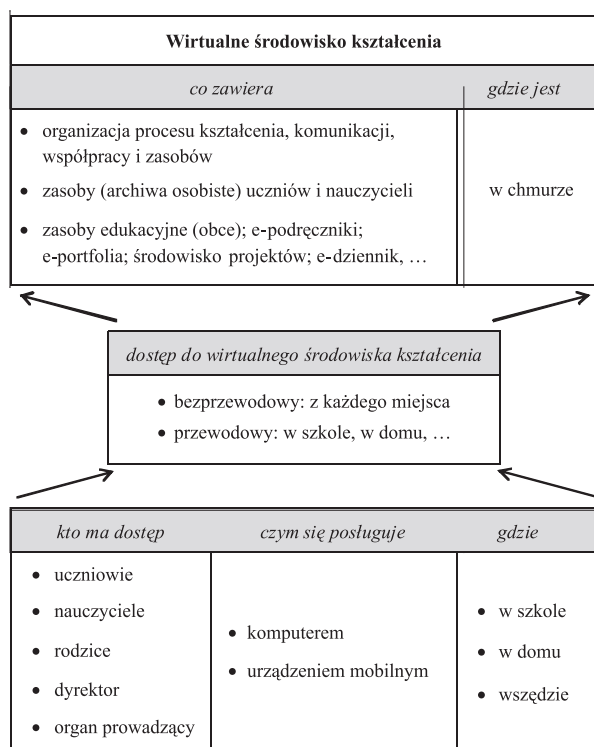 Wirtualne środowisko kształcenia
co zawiera
gdzie jest
• organizacja procesu kształcenia, komunikacji,
współpracy i zasobów
• zasoby (archiwa osobiste) uczniów i nauczycieli
• zasoby edukacyjne (obce); e-podręczniki;
e-portfolia; środowisko projektów; e-dziennik, …
w chmurze
dostęp do wirtualnego środowiska kształcenia
• bezprzewodowy: z każdego miejsca
• przewodowy: w szkole, w domu, …
kto ma dostęp
czym się posługuje
gdzie
• uczniowie
• nauczyciele
• rodzice
• dyrektor
• organ prowadzący
• komputerem
• urządzeniem mobilnym
• w szkole
• w domu
• wszędzie